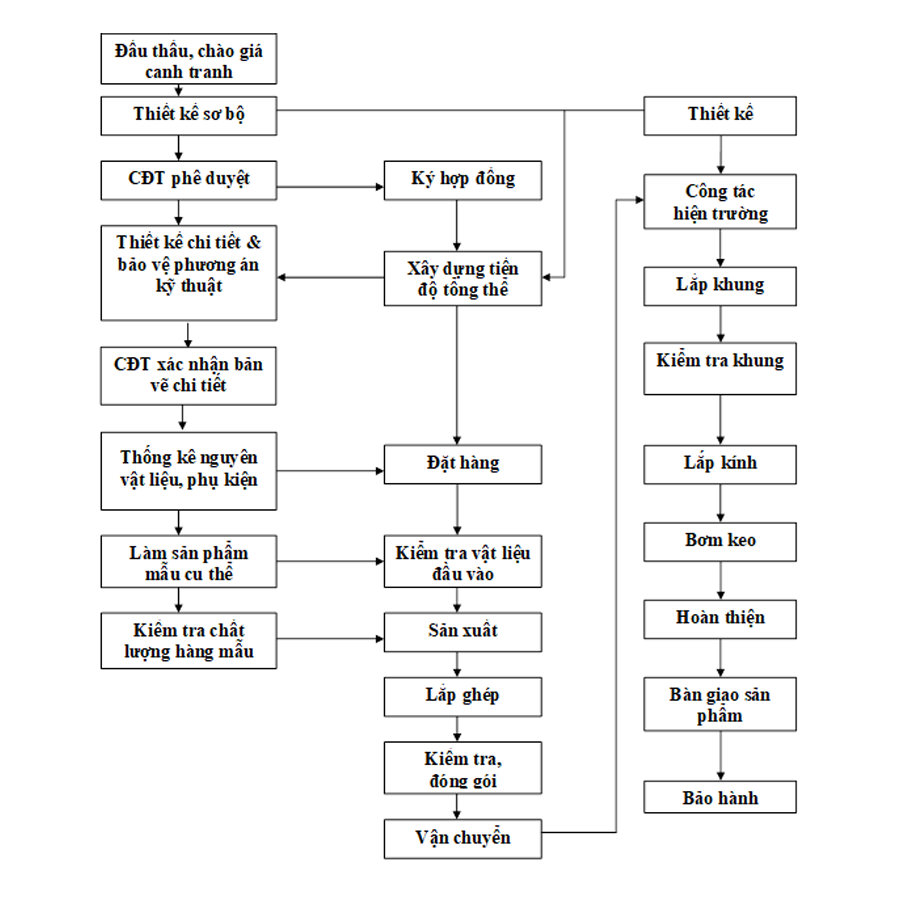 Đấu thầu, chào giá
canh tranh
Thiết kế sơ bộ
CĐT phê duyệt
Thiết kế chi tiết &
bảo vệ phương án
kỹ thuật
CĐT xác nhận bản
vẽ chi tiết
Thống kê nguyên
vật liệu, phụ kiện
Làm sản phẩm
mẫu cu thể
Kiểm tra chất
lượng hàng mẫu
Ký hợp đồng
Xây dựng tiến
độ tổng thể
Đặt hàng
Kiểm tra vật liệu
đầu vào
Sản xuất
Lắp ghép
Kiểm tra,
đóng gói
Vận chuyển
Thiết kế
Công tác
hiện trường
Lắp khung
Kiểm tra khung
Lắp kính
Bơm keo
Hoàn thiện
Bàn giao sản
phẩm
Bảo hành